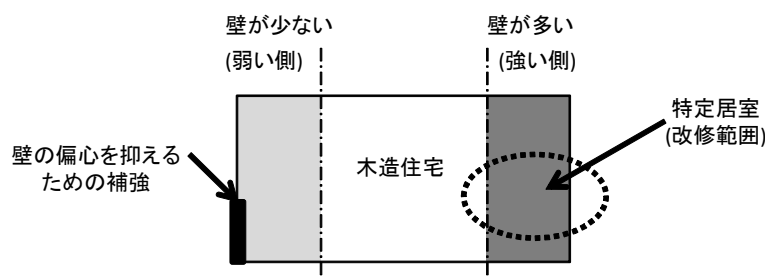 壁が少ない
(弱い側)
壁が多い
(強い側)
特定居室
(改修範囲)
壁の偏心を抑える
ための補強
木造住宅